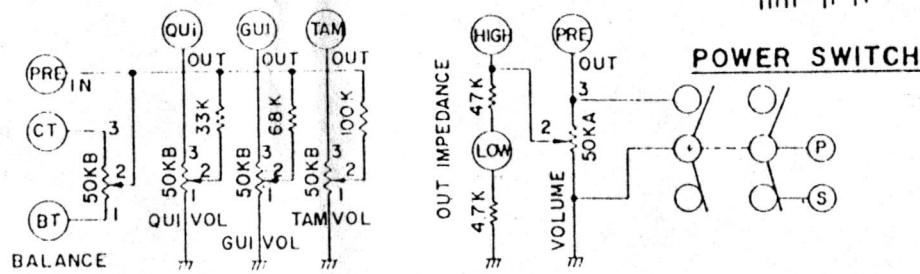 QUi GUI TAM
OUT OUT OUT
PRE IN
CT 3
50KB 2
BT 1
BALANCE
33K 68K 100K
50KB 3 2 1
QUI VOL
50KB 3 2 1
GUI VOL
50KB 3 2 1
TAM VOL
HIGH PRE
OUT
OUT IMPEDANCE
47K
LOW
4.7K
3
2
50KA
VOLUME
POWER SWITCH
P
S